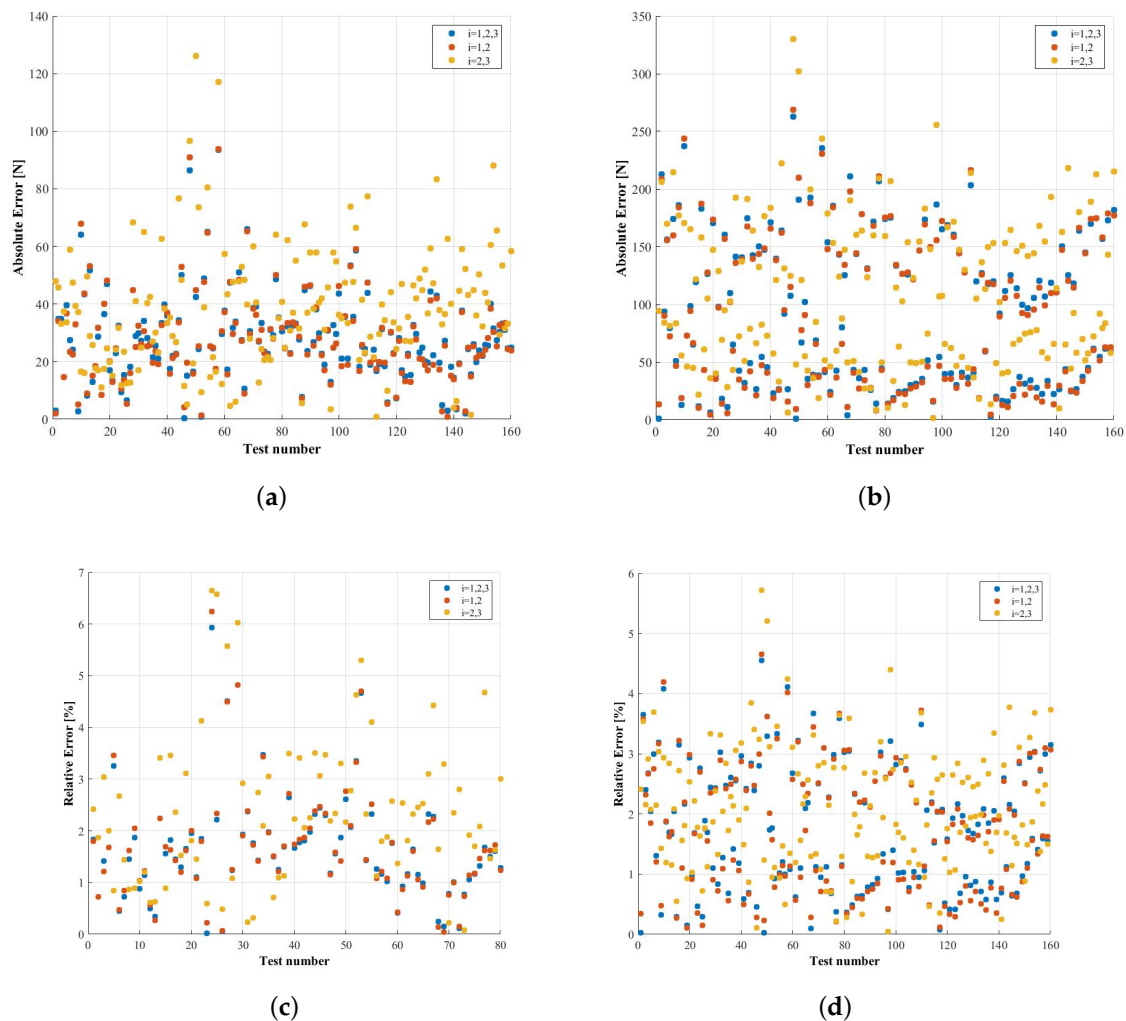 140
120
100
80
60
40
20
0
Absolute Error [N]
i=1,2,3
i=1,2
i=2,3
0 20 40 60 80 100 120 140 160
Test number
(a)
350
300
250
200
150
100
50
0
Absolute Error [N]
i=1,2,3
i=1,2
i=2,3
0 20 40 60 80 100 120 140 160
Test number
(b)
7
6
5
4
3
2
1
0
Relative Error [%]
i=1,2,3
i=1,2
i=2,3
0 10 20 30 40 50 60 70 80
Test number
(c)
6
5
4
3
2
1
0
Relative Error [%]
i=1,2,3
i=1,2
i=2,3
0 20 40 60 80 100 120 140 160
Test number
(d)